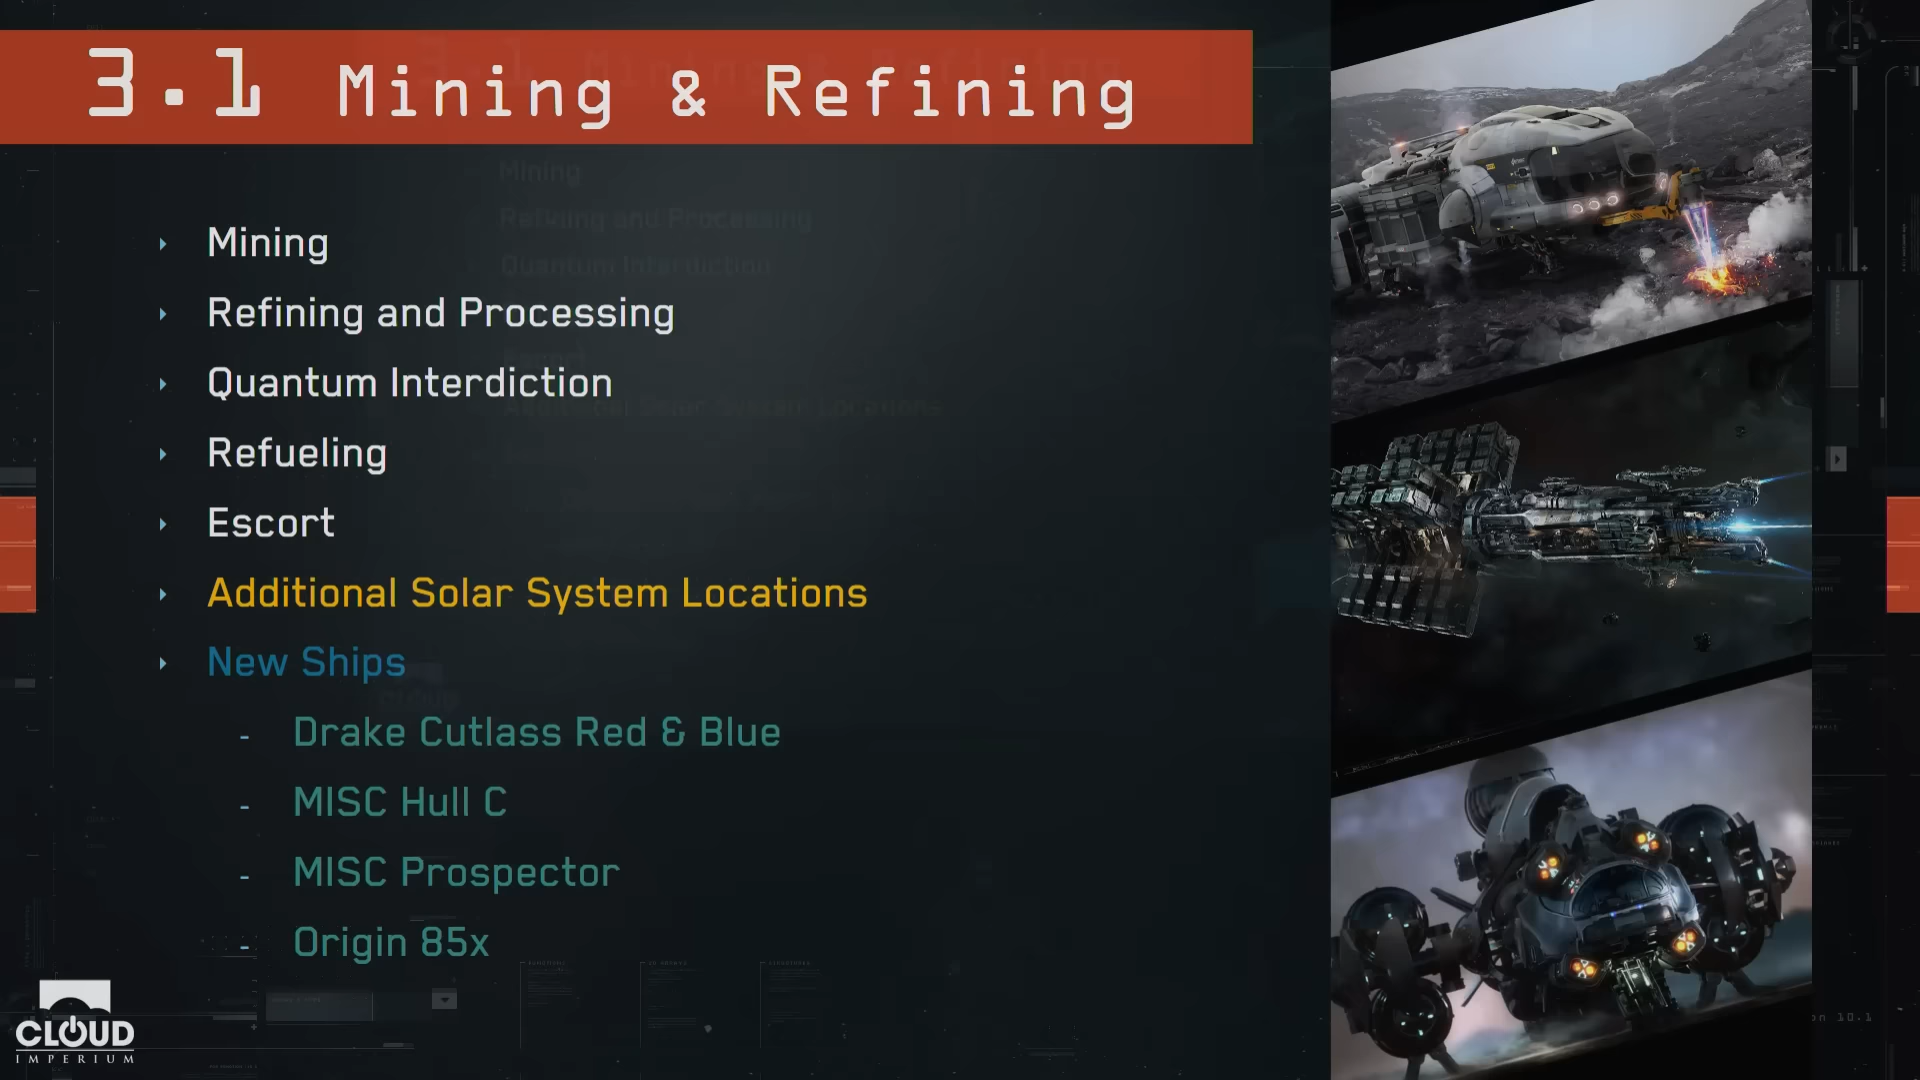 3.1 Mining & Refining
Mining
Refining and Processing
Quantum Interdiction
Refueling
Escort
Additional Solar System Locations
New Ships
- Drake Cutlass Red & Blue
- MISC Hull C
- MISC Prospector
- Origin 85x
CLOUD
IMPERIUM